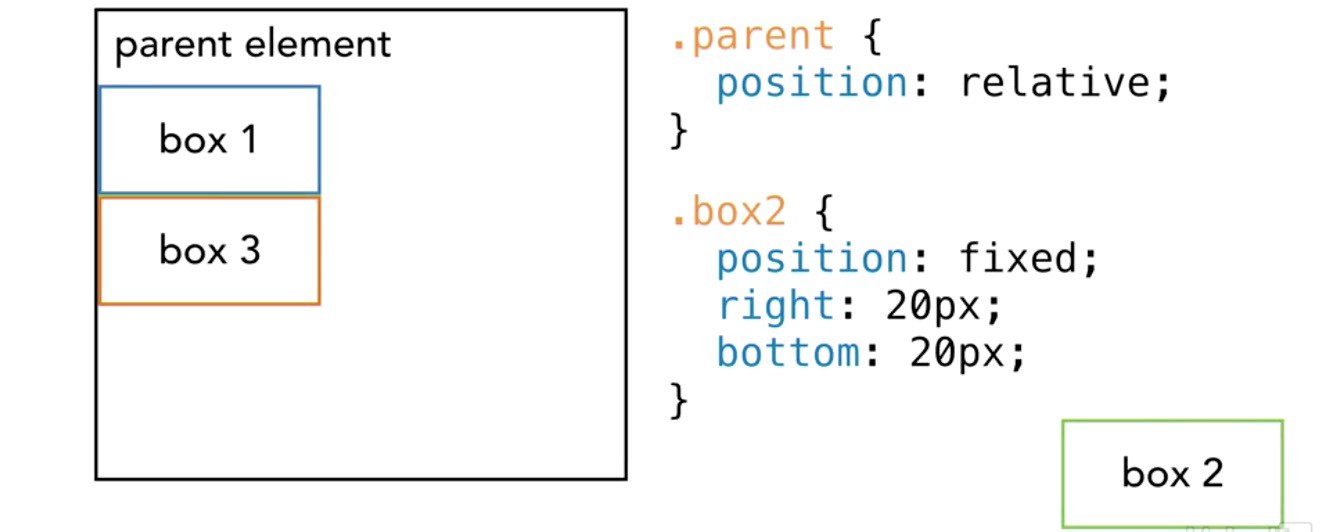 parent element
box 1
box 3
.parent {
  position: relative;
}
.box2 {
  position: fixed;
  right: 20px;
  bottom: 20px;
}
box 2